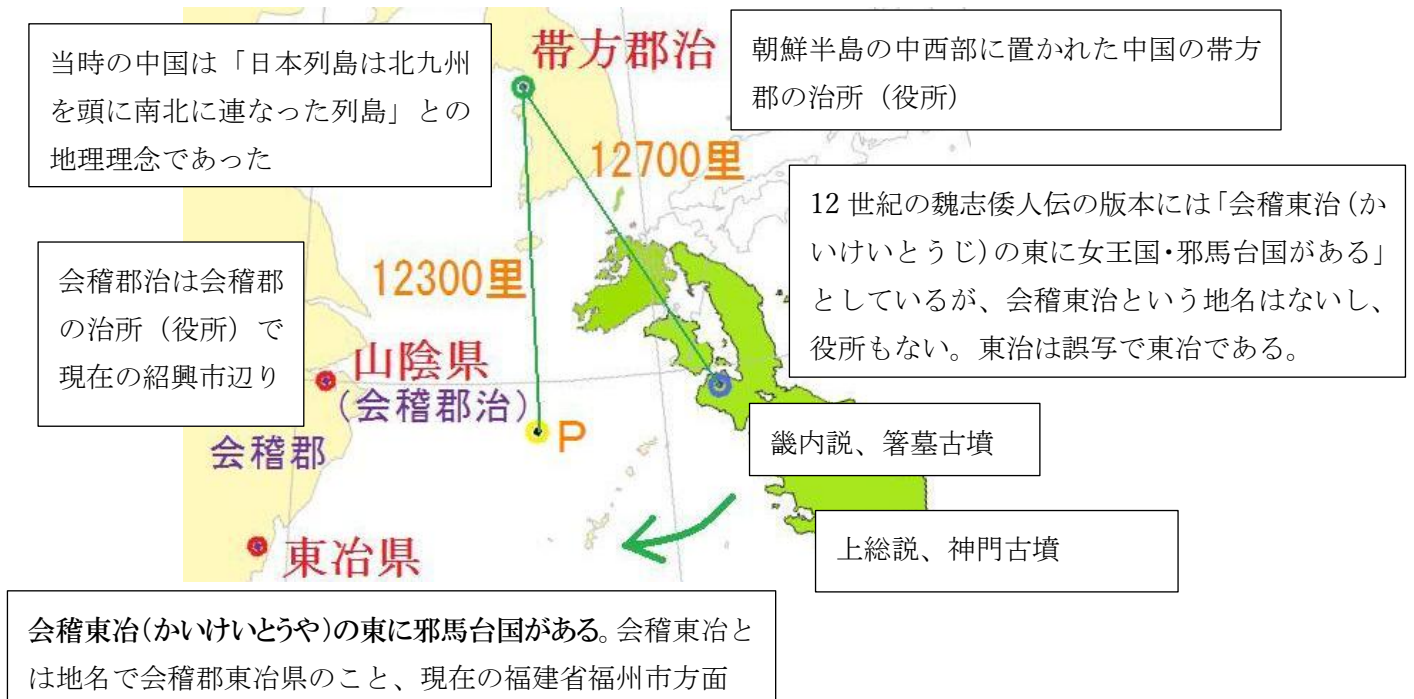 当時の中国は「日本列島は北九州
を頭に南北に連なった列島」との
地理理念であった
帯方郡治
朝鮮半島の中西部に置かれた中国の帯方
郡の治所（役所）
12700里
12世紀の魏志倭人伝の版本には「会稽東治(か
いけいとうじ)の東に女王国・邪馬台国がある」
としているが、会稽東治という地名はないし、
役所もない。東治は誤写で東冶である。
会稽郡治は会稽郡
の治所（役所）で
現在の紹興市辺り
12300里
山陰県
(会稽郡治)
会稽郡
P
畿内説、箸墓古墳
東冶県
上総説、神門古墳
会稽東冶(かいけいとうや)の東に邪馬台国がある。会稽東冶と
は地名で会稽郡東冶県のこと、現在の福建省福州市方面